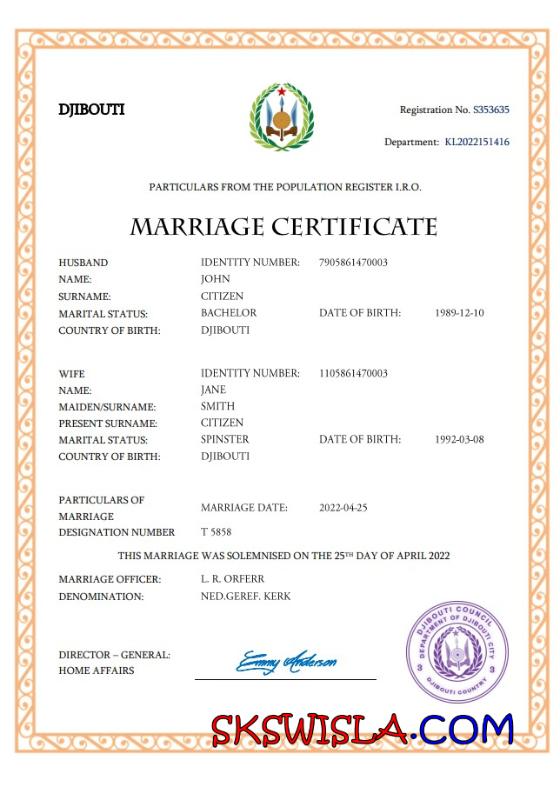 DJIBOUTI
Registration No. S353635
Department: KL2022151416
PARTICULARS FROM THE POPULATION REGISTER I.R.O.
MARRIAGE CERTIFICATE
HUSBAND IDENTITY NUMBER: 7905861470003
NAME: JOHN
SURNAME: CITIZEN
MARITAL STATUS: BACHELOR DATE OF BIRTH: 1989-12-10
COUNTRY OF BIRTH: DJIBOUTI
WIFE IDENTITY NUMBER: 1105861470003
NAME: JANE
MAIDEN/SURNAME: SMITH
PRESENT SURNAME: CITIZEN
MARITAL STATUS: SPINSTER DATE OF BIRTH: 1992-03-08
COUNTRY OF BIRTH: DJIBOUTI
PARTICULARS OF
MARRIAGE MARRIAGE DATE: 2022-04-25
DESIGNATION NUMBER T 5858
THIS MARRIAGE WAS SOLEMNISED ON THE 25TH DAY OF APRIL 2022
MARRIAGE OFFICER: L. R. ORFERR
DENOMINATION: NED.GEREF. KERK
DJIBOUTI COUNCIL
DEPARTMENT OF DJIBOUTI CITY
3 3
DJIBOUTI COUNTRY
DIRECTOR – GENERAL:
HOME AFFAIRS
Emmy Anderson
SKSWISLA.COM